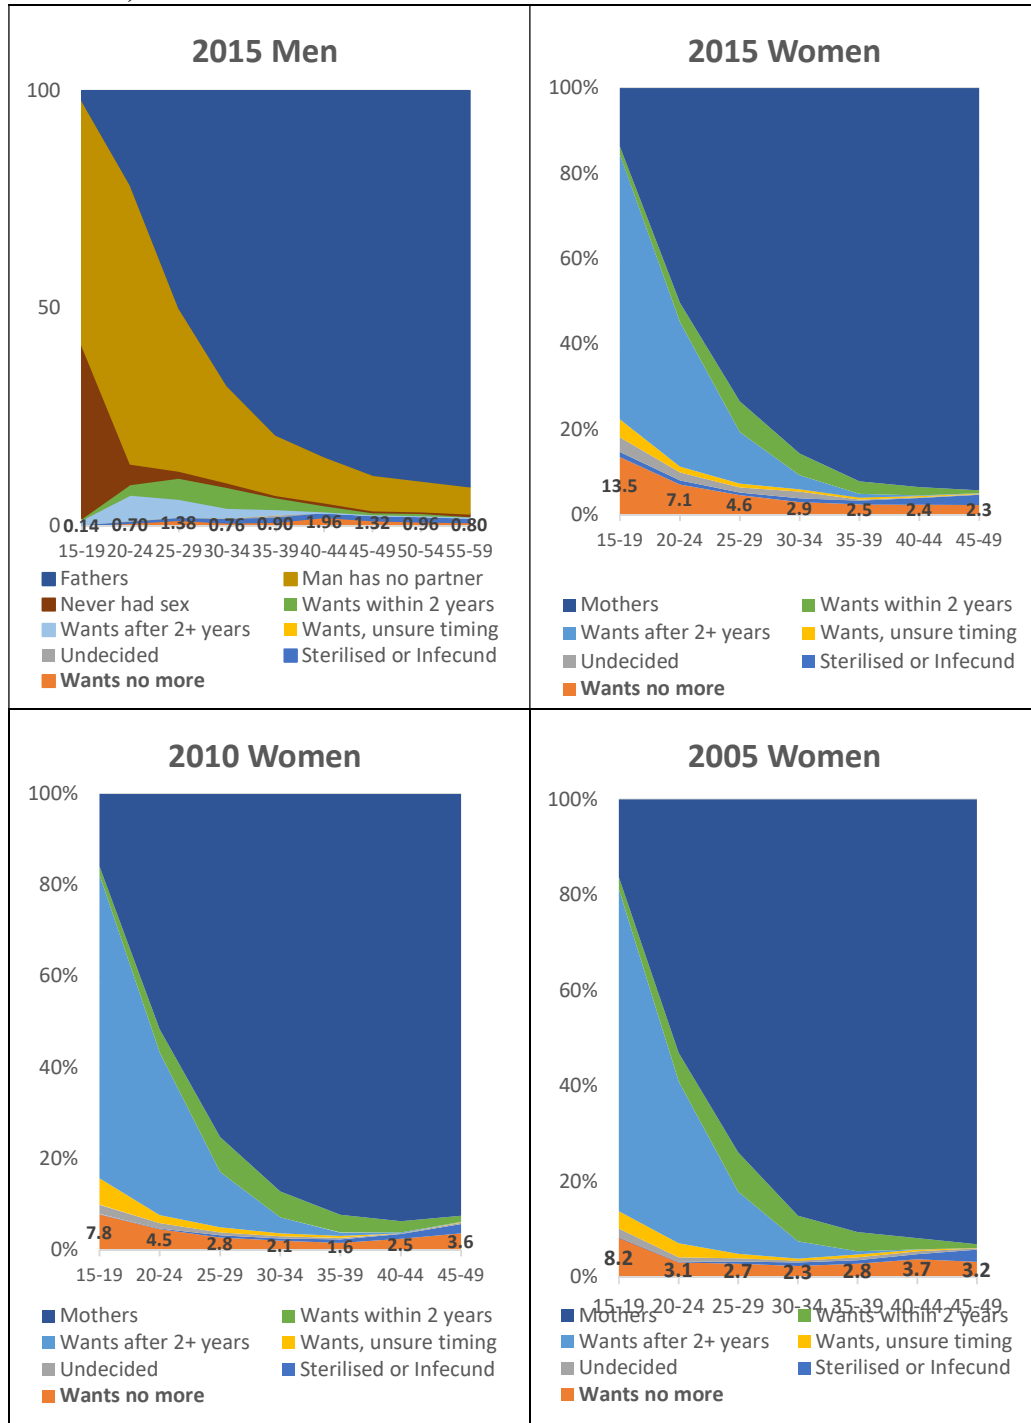 2015 Men
100
50
0
0.14 0.70 1.38 0.76 0.90 1.96 1.32 0.96 0.80
15-19 20-24 25-29 30-34 35-39 40-44 45-49 50-54 55-59
Fathers Man has no partner
Never had sex Wants within 2 years
Wants after 2+ years Wants, unsure timing
Undecided Sterilised or Infecund
Wants no more
2015 Women
100%
80%
60%
40%
20%
0%
13.5 7.1 4.6 2.9 2.5 2.4 2.3
15-19 20-24 25-29 30-34 35-39 40-44 45-49
Mothers Wants within 2 years
Wants after 2+ years Wants, unsure timing
Undecided Sterilised or Infecund
Wants no more
2010 Women
100%
80%
60%
40%
20%
0%
7.8 4.5 2.8 2.1 1.6 2.5 3.6
15-19 20-24 25-29 30-34 35-39 40-44 45-49
Mothers Wants within 2 years
Wants after 2+ years Wants, unsure timing
Undecided Sterilised or Infecund
Wants no more
2005 Women
100%
80%
60%
40%
20%
0%
8.2 3.1 2.7 2.3 2.8 3.7 3.2
15-19 20-24 25-29 30-34 35-39 40-44 45-49
Mothers Wants within 2 years
Wants after 2+ years Wants, unsure timing
Undecided Sterilised or Infecund
Wants no more